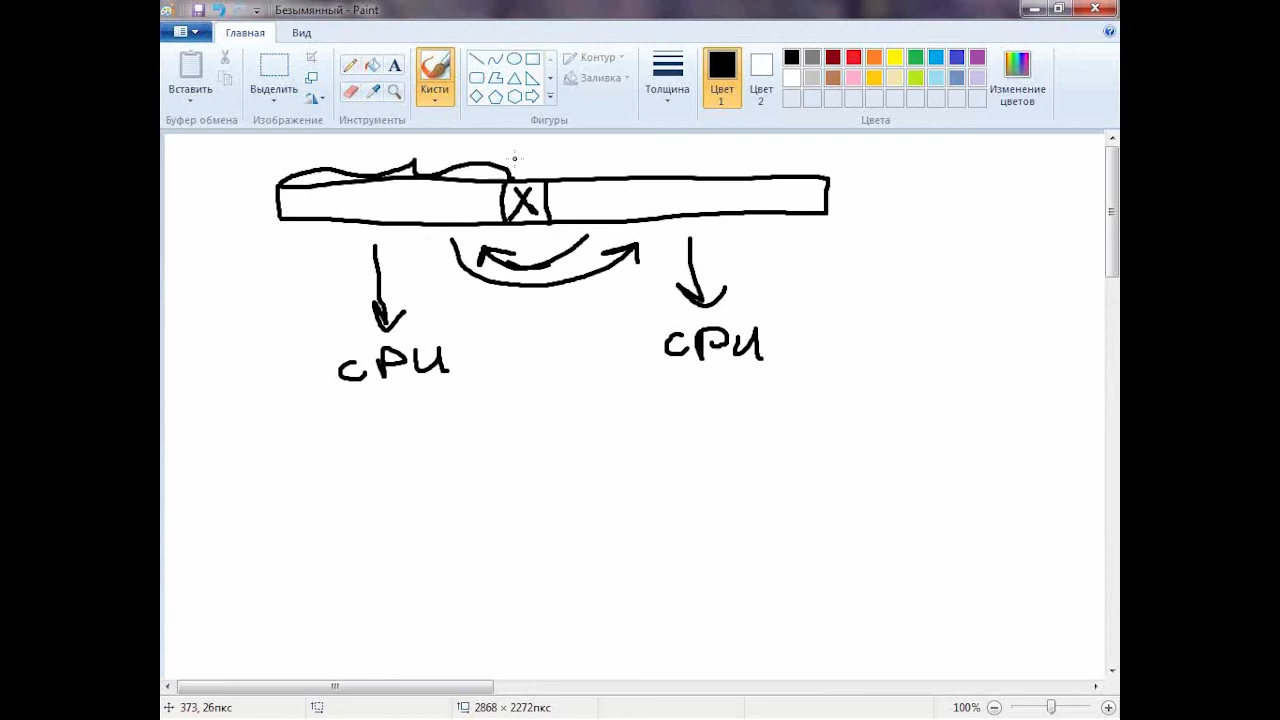 Безымянный - Paint
Главная Вид
Вставить Выделить A Кисти Контур Заливка Толщина Цвет 1 Цвет 2 Изменение цветов
Буфер обмена Изображение Инструменты Фигуры Цвета
X
CPU CPU
373, 26пкс 2868 × 2272пкс 100%